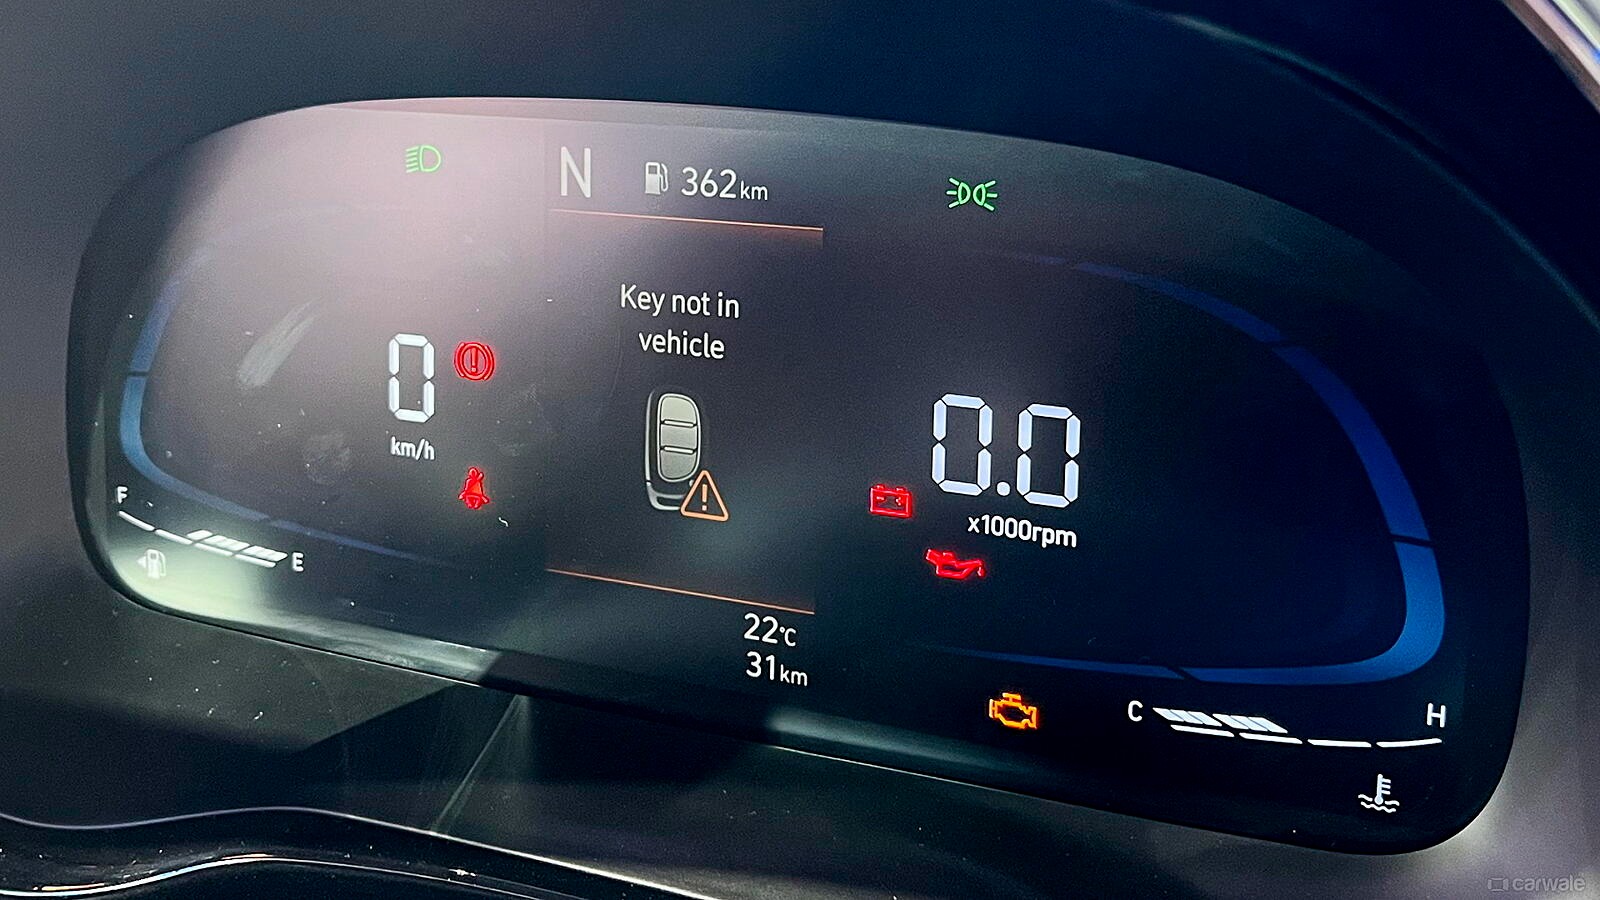 N 362km
Key not in
vehicle
0
km/h
0.0
x1000rpm
F
E
22°C
31km
C
H
carwale